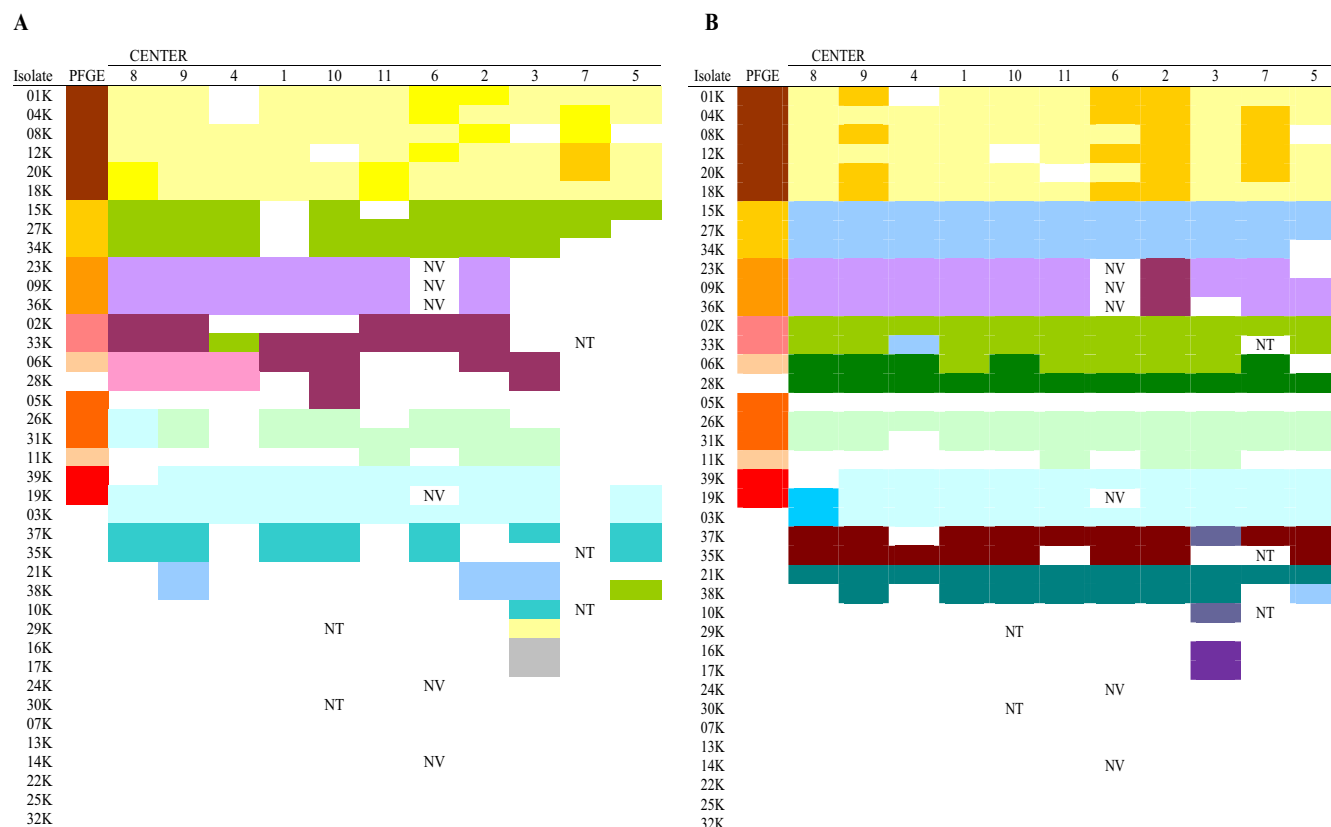 A
CENTER
Isolate PFGE 8 9 4 1 10 11 6 2 3 7 5
01K
04K
08K
12K
20K
18K
15K
27K
34K
23K NV
09K NV
36K NV
02K
33K NT
06K
28K
05K
26K
31K
11K
39K
19K NV
03K
37K
35K NT
21K
38K
10K NT
29K NT
16K
17K
24K NV
30K NT
07K
13K
14K NV
22K
25K
32K
B
CENTER
Isolate PFGE 8 9 4 1 10 11 6 2 3 7 5
01K
04K
08K
12K
20K
18K
15K
27K
34K
23K NV
09K NV
36K NV
02K
33K NT
06K
28K
05K
26K
31K
11K
39K
19K NV
03K
37K
35K NT
21K
38K
10K NT
29K NT
16K
17K
24K NV
30K NT
07K
13K
14K NV
22K
25K
32K